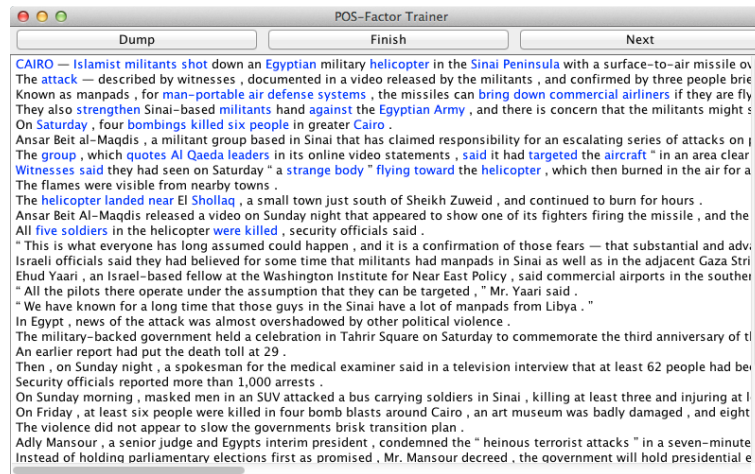 POS-Factor Trainer
Dump Finish Next
CAIRO — Islamist militants shot down an Egyptian military helicopter in the Sinai Peninsula with a surface-to-air missile
The attack — described by witnesses , documented in a video released by the militants , and confirmed by three people
Known as manpads , for man-portable air defense systems , the missiles can bring down commercial airliners if they are
They also strengthen Sinai-based militants hand against the Egyptian Army , and there is concern that the militants might
On Saturday , four bombings killed six people in greater Cairo .
Ansar Beit al-Maqdis , a militant group based in Sinai that has claimed responsibility for an escalating series of attacks on
The group , which quotes Al Qaeda leaders in its online video statements , said it had targeted the aircraft “ in an area clear
Witnesses said they had seen on Saturday “ a strange body ” flying toward the helicopter , which then burned in the air for a
The flames were visible from nearby towns .
The helicopter landed near El Shollaq , a small town just south of Sheikh Zuweid , and continued to burn for hours .
Ansar Beit Al-Maqdis released a video on Sunday night that appeared to show one of its fighters firing the missile , and the
All five soldiers in the helicopter were killed , security officials said .
“ This is what everyone has long assumed could happen , and it is a confirmation of those fears — that substantial and
Israeli officials said they had believed for some time that militants had manpads in Sinai as well as in the adjacent Gaza
Ehud Yaari , an Israel-based fellow at the Washington Institute for Near East Policy , said commercial airports in the
“ All the pilots there operate under the assumption that they can be targeted , ” Mr. Yaari said .
“ We have known for a long time that those guys in the Sinai have a lot of manpads from Libya . ”
In Egypt , news of the attack was almost overshadowed by other political violence .
The military-backed government held a celebration in Tahrir Square on Saturday to commemorate the third anniversary of
An earlier report had put the death toll at 29 .
Then , on Sunday night , a spokesman for the medical examiner said in a television interview that at least 62 people had
Security officials reported more than 1,000 arrests .
On Sunday morning , masked men in an SUV attacked a bus carrying soldiers in Sinai , killing at least three and injuring at
On Friday , at least six people were killed in four bomb blasts around Cairo , an art museum was badly damaged , and eight
The violence did not appear to slow the governments brisk transition plan .
Adly Mansour , a senior judge and Egypts interim president , condemned the “ heinous terrorist attacks ” in a seven-minute
Instead of holding parliamentary elections first as promised , Mr. Mansour decreed , the government will hold presidential